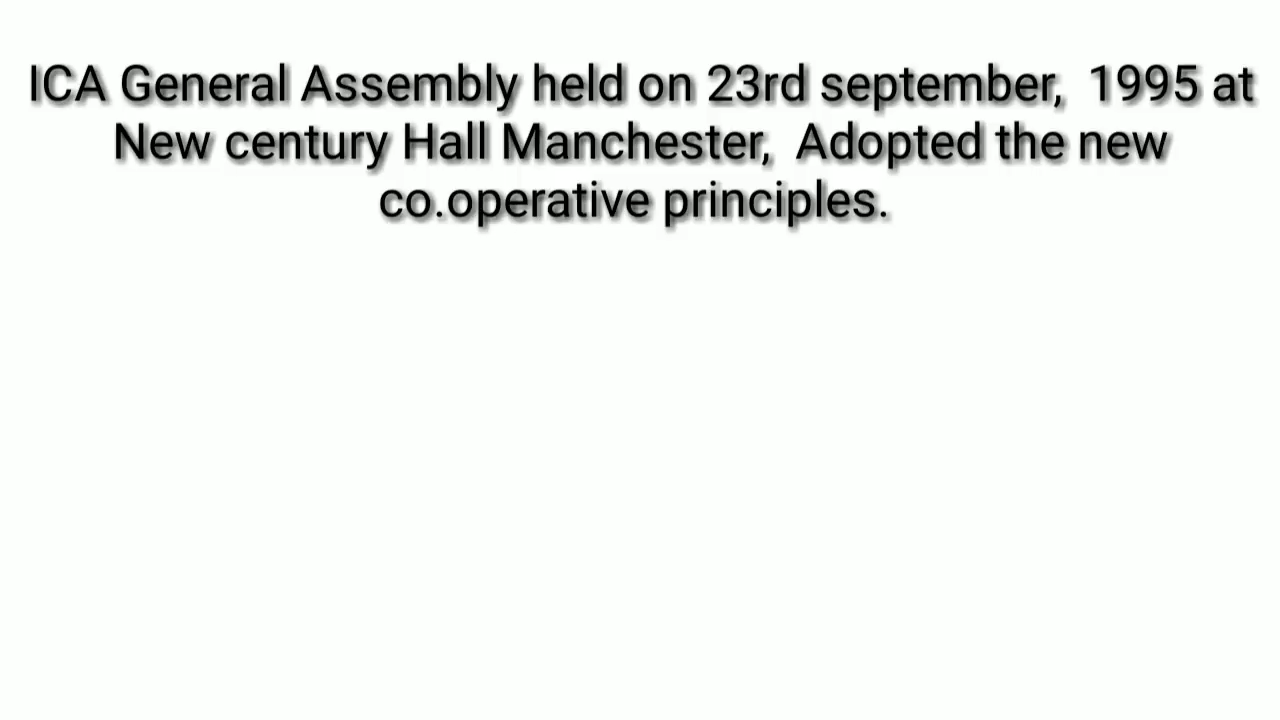 ICA General Assembly held on 23rd september, 1995 at
New century Hall Manchester, Adopted the new
co.operative principles.